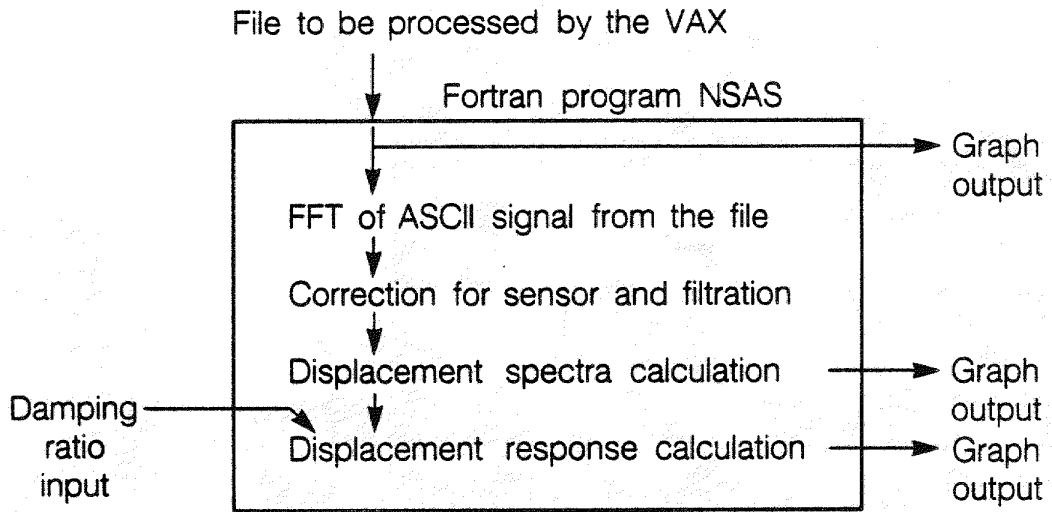 File to be processed by the VAX
Fortran program NSAS
Graph
output
FFT of ASCII signal from the file
Correction for sensor and filtration
Displacement spectra calculation
Graph
output
Damping
ratio
input
Displacement response calculation
Graph
output